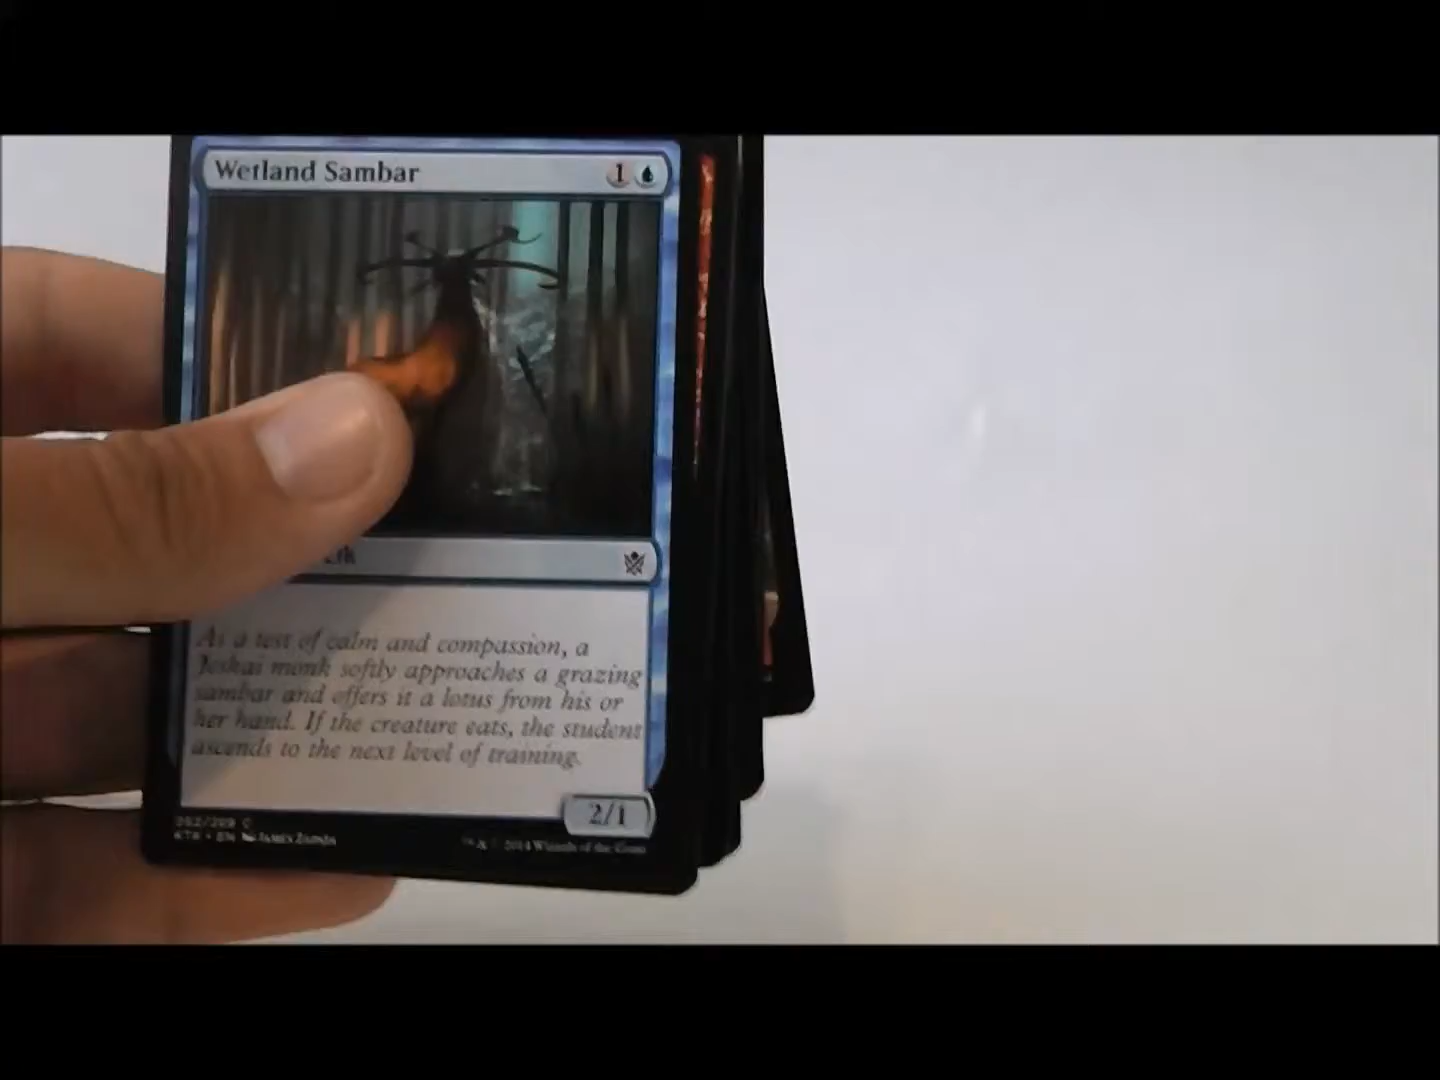 Wetland Sambar 1
As a test of calm and compassion, a
Jeskai monk softly approaches a grazing
sambar and offers it a lotus from his or
her hand. If the creature eats, the student
ascends to the next level of training.
2/1
KTK • EN
2014 Wizards of the Coast